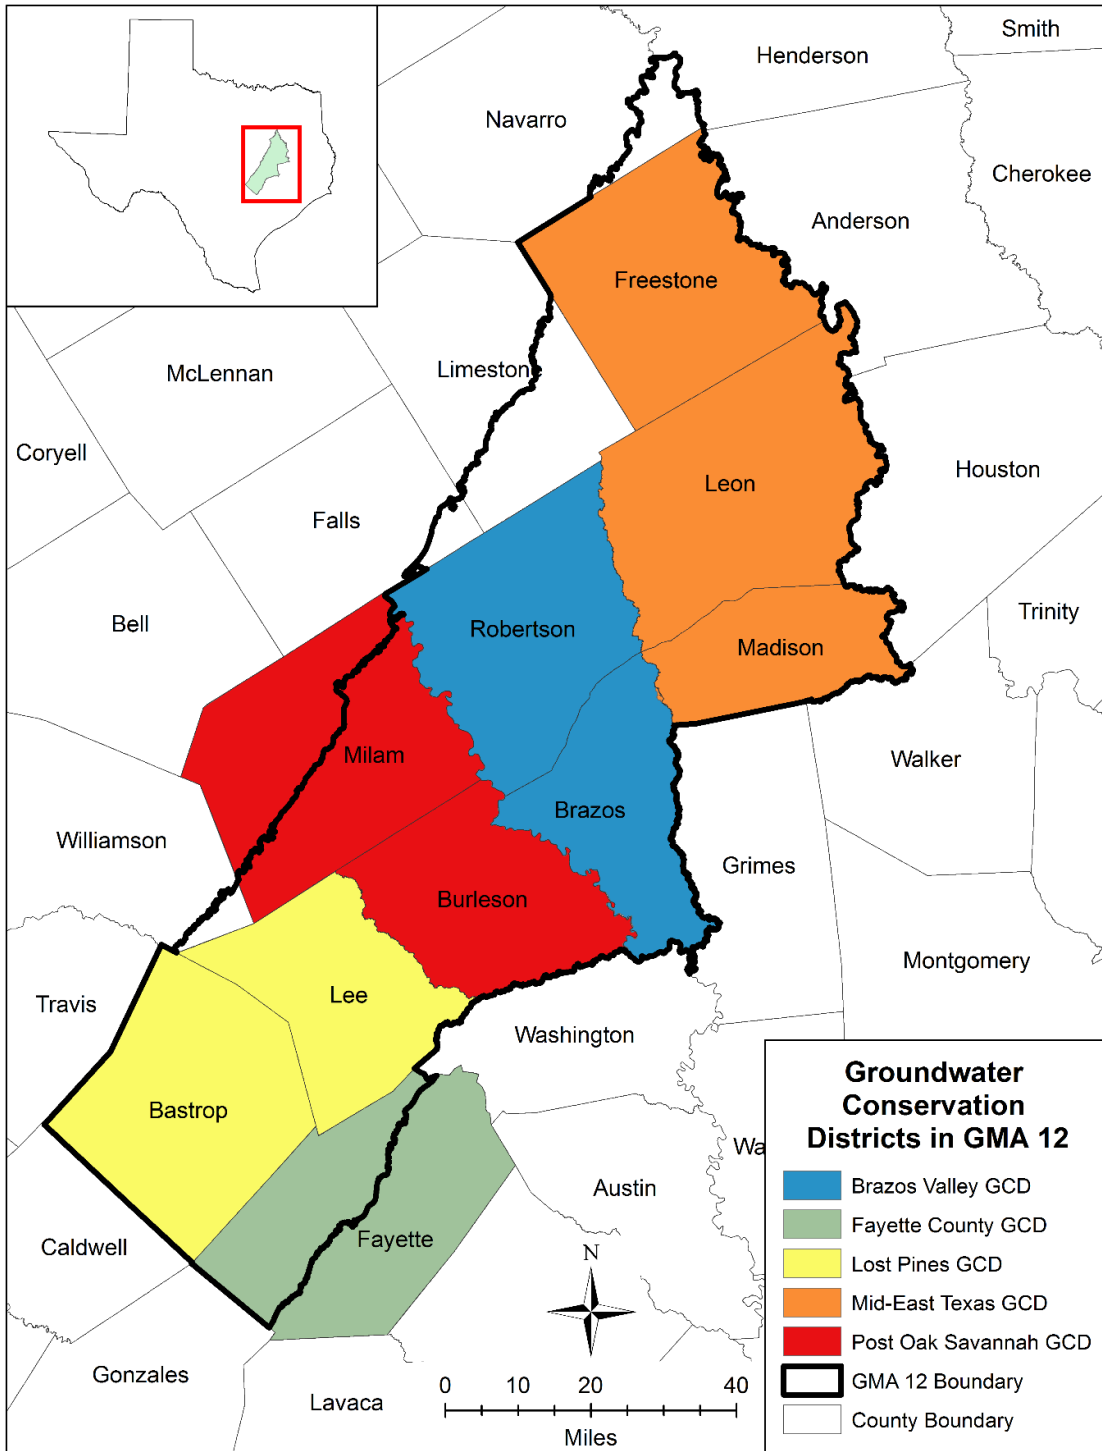 Smith
Henderson
Navarro
Cherokee
Anderson
Freestone
Limestone
McLennan
Coryell
Houston
Leon
Falls
Trinity
Bell
Robertson
Madison
Milam
Walker
Brazos
Williamson
Grimes
Burleson
Montgomery
Lee
Travis
Washington
Bastrop
Wa
Austin
Fayette
Caldwell
Gonzales
Lavaca
N
0 10 20 40
Miles
Groundwater
Conservation
Districts in GMA 12
Brazos Valley GCD
Fayette County GCD
Lost Pines GCD
Mid-East Texas GCD
Post Oak Savannah GCD
GMA 12 Boundary
County Boundary